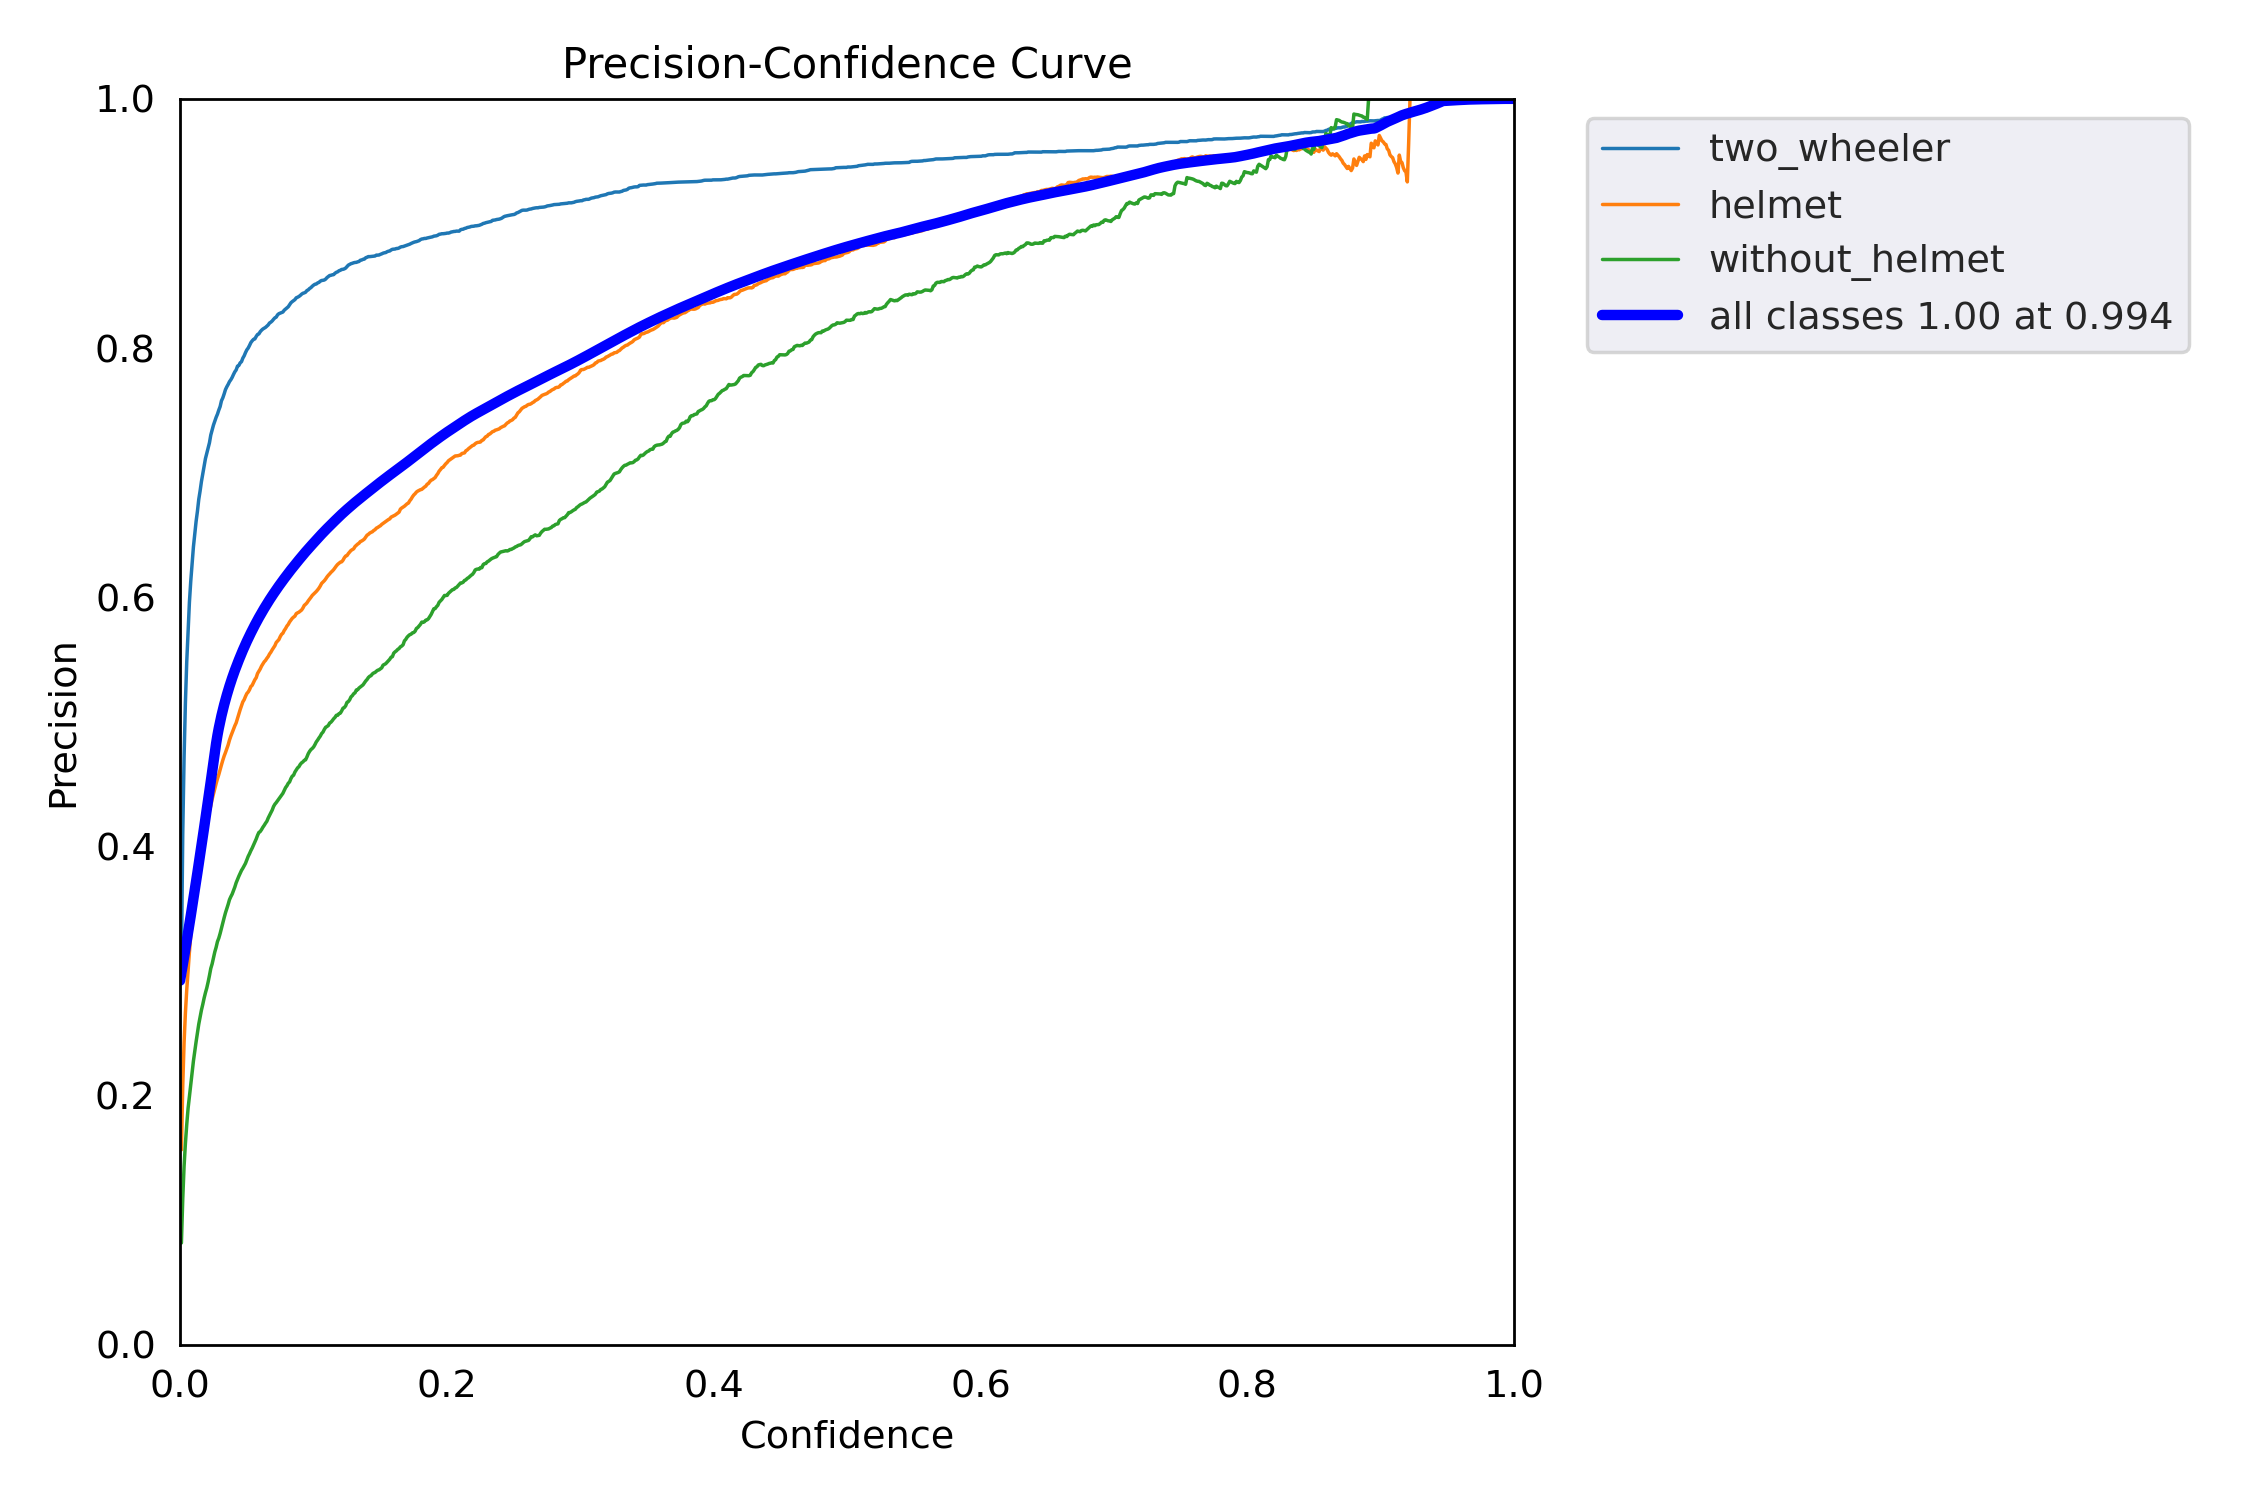 Precision-Confidence Curve
1.0
0.8
0.6
0.4
0.2
0.0
Precision
0.0 0.2 0.4 0.6 0.8 1.0
Confidence
two_wheeler
helmet
without_helmet
all classes 1.00 at 0.994